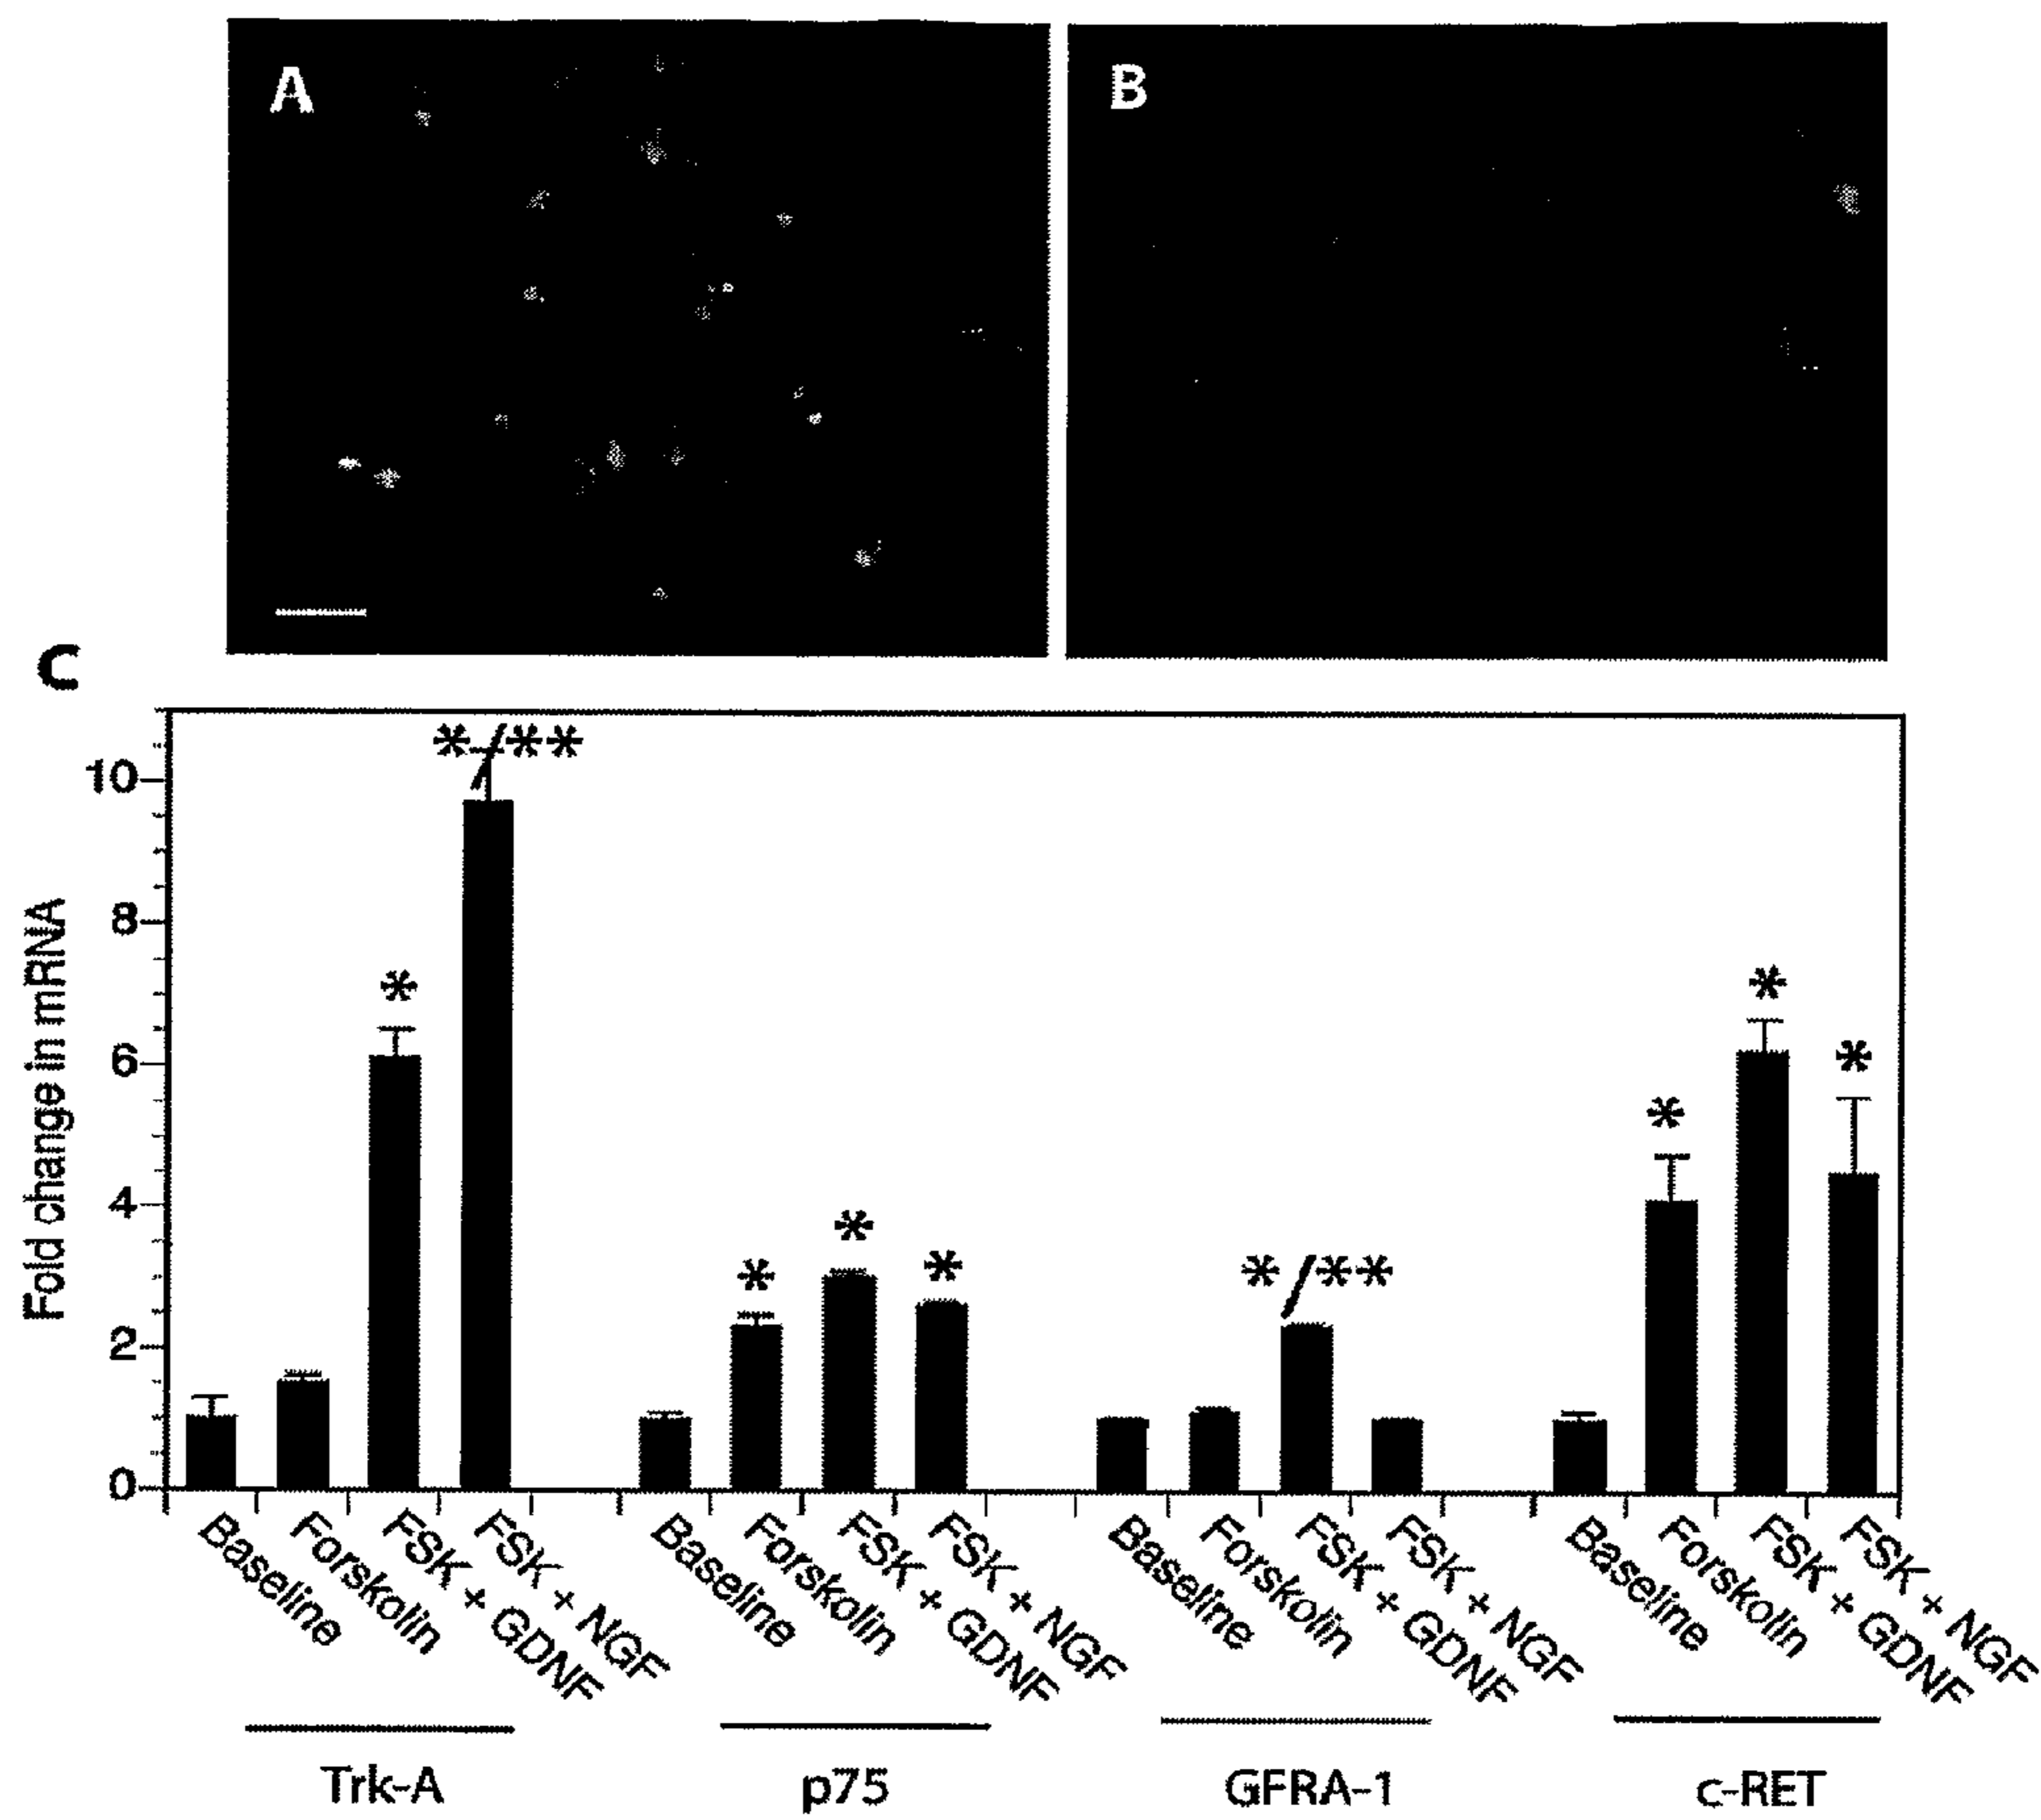 A
B
C
Fold change in mRNA
10
8
6
4
2
0
*/**
*
*
*
*
*/**
*
*
*
Baseline
Forskolin
FSK + GDNF
FSK + NGF
Baseline
Forskolin
FSK + GDNF
FSK + NGF
Baseline
Forskolin
FSK + GDNF
FSK + NGF
Baseline
Forskolin
FSK + GDNF
FSK + NGF
Trk-A
p75
GFRA-1
c-RET